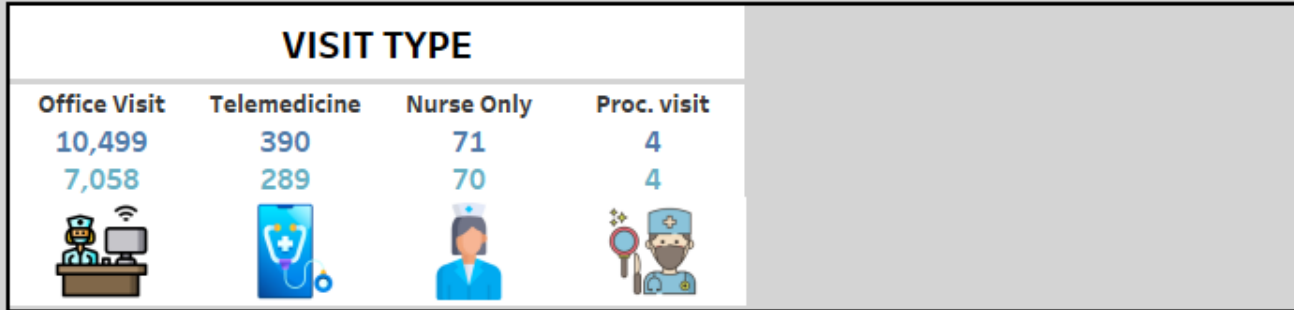 VISIT TYPE
Office Visit Telemedicine Nurse Only Proc. visit
10,499 390 71 4
7,058 289 70 4